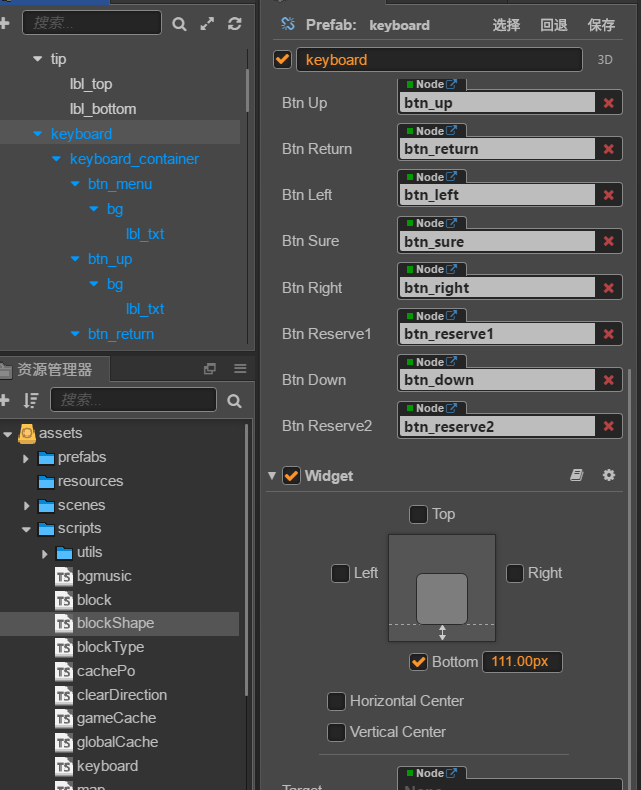 搜索...
tip
lbl_top
lbl_bottom
keyboard
keyboard_container
btn_menu
bg
lbl_txt
btn_up
bg
lbl_txt
btn_return
资源管理器
搜索...
assets
prefabs
resources
scenes
scripts
utils
TS bgmusic
TS block
TS blockShape
TS blockType
TS cachePo
TS clearDirection
TS gameCache
TS globalCache
TS keyboard
Prefab: keyboard 选择 回退 保存
keyboard 3D
Node
Btn Up btn_up
Node
Btn Return btn_return
Node
Btn Left btn_left
Node
Btn Sure btn_sure
Node
Btn Right btn_right
Node
Btn Reserve1 btn_reserve1
Node
Btn Down btn_down
Node
Btn Reserve2 btn_reserve2
Widget
Top
Left Right
Bottom 111.00px
Horizontal Center
Vertical Center
Node
Target None